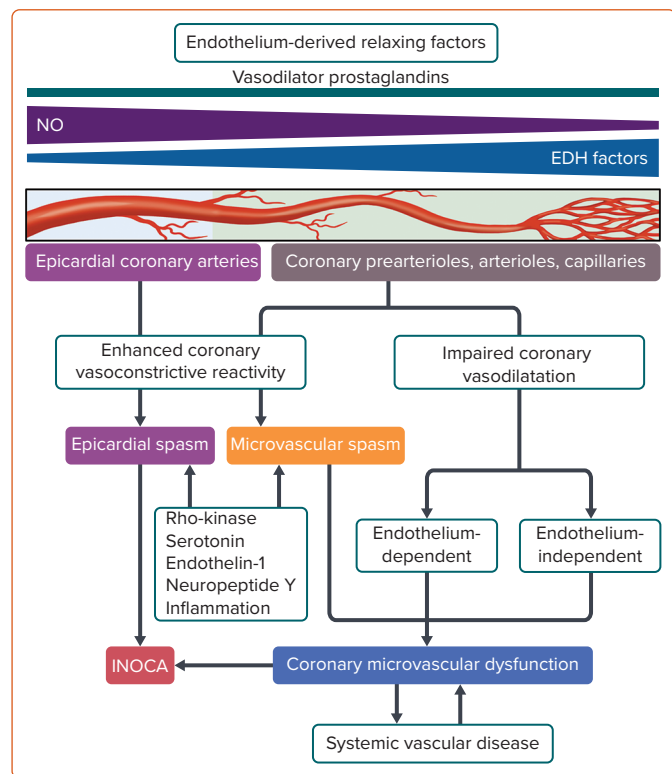 Endothelium-derived relaxing factors
Vasodilator prostaglandins
NO
EDH factors
Epicardial coronary arteries
Coronary prearterioles, arterioles, capillaries
Enhanced coronary
vasoconstrictive reactivity
Impaired coronary
vasodilatation
Epicardial spasm
Microvascular spasm
Rho-kinase
Serotonin
Endothelin-1
Neuropeptide Y
Inflammation
Endothelium-
dependent
Endothelium-
independent
INOCA
Coronary microvascular dysfunction
Systemic vascular disease